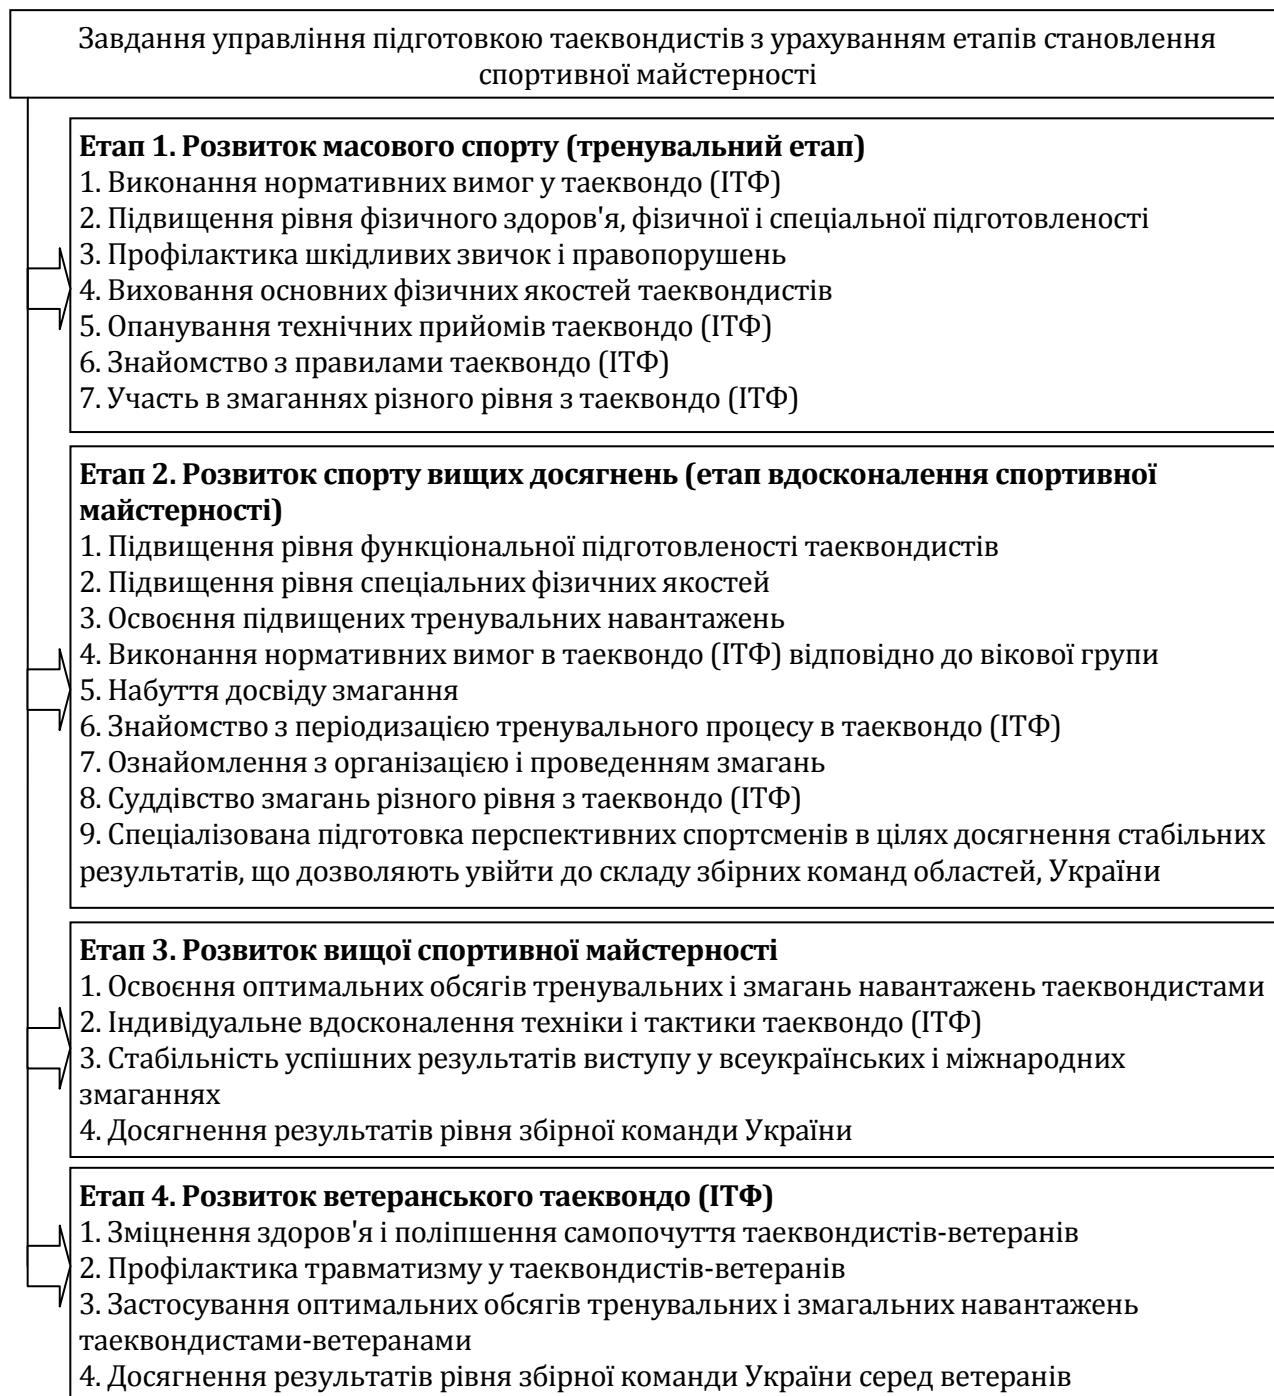 Завдання управління підготовкою таеквондистів з урахуванням етапів становлення
спортивної майстерності
Етап 1. Розвиток масового спорту (тренувальний етап)
1. Виконання нормативних вимог у таеквондо (ІТФ)
2. Підвищення рівня фізичного здоров'я, фізичної і спеціальної підготовленості
3. Профілактика шкідливих звичок і правопорушень
4. Виховання основних фізичних якостей таеквондистів
5. Опанування технічних прийомів таеквондо (ІТФ)
6. Знайомство з правилами таеквондо (ІТФ)
7. Участь в змаганнях різного рівня з таеквондо (ІТФ)
Етап 2. Розвиток спорту вищих досягнень (етап вдосконалення спортивної
майстерності)
1. Підвищення рівня функціональної підготовленості таеквондистів
2. Підвищення рівня спеціальних фізичних якостей
3. Освоєння підвищених тренувальних навантажень
4. Виконання нормативних вимог в таеквондо (ІТФ) відповідно до вікової групи
5. Набуття досвіду змагання
6. Знайомство з періодизацією тренувального процесу в таеквондо (ІТФ)
7. Ознайомлення з організацією і проведенням змагань
8. Суддівство змагань різного рівня з таеквондо (ІТФ)
9. Спеціалізована підготовка перспективних спортсменів в цілях досягнення стабільних
результатів, що дозволяють увійти до складу збірних команд областей, України
Етап 3. Розвиток вищої спортивної майстерності
1. Освоєння оптимальних обсягів тренувальних і змагань навантажень таеквондистами
2. Індивідуальне вдосконалення техніки і тактики таеквондо (ІТФ)
3. Стабільність успішних результатів виступу у всеукраїнських і міжнародних
змаганнях
4. Досягнення результатів рівня збірної команди України
Етап 4. Розвиток ветеранського таеквондо (ІТФ)
1. Зміцнення здоров'я і поліпшення самопочуття таеквондистів-ветеранів
2. Профілактика травматизму у таеквондистів-ветеранів
3. Застосування оптимальних обсягів тренувальних і змагальних навантажень
таеквондистами-ветеранами
4. Досягнення результатів рівня збірної команди України серед ветеранів